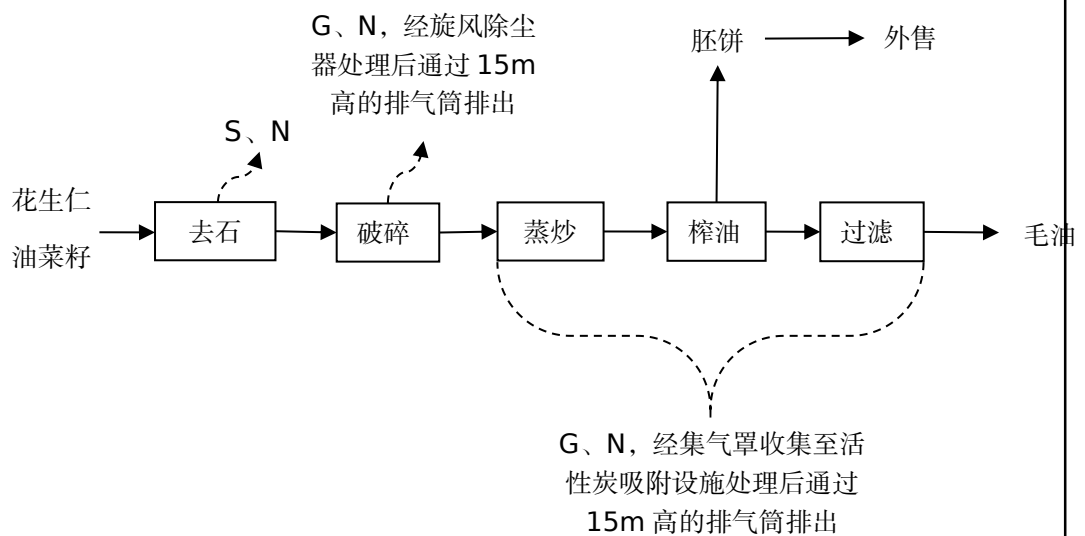 G、N，经旋风除尘
器处理后通过 15m
高的排气筒排出
胚饼
外售
S、N
花生仁
油菜籽
去石
破碎
蒸炒
榨油
过滤
毛油
G、N，经集气罩收集至活
性炭吸附设施处理后通过
15m 高的排气筒排出